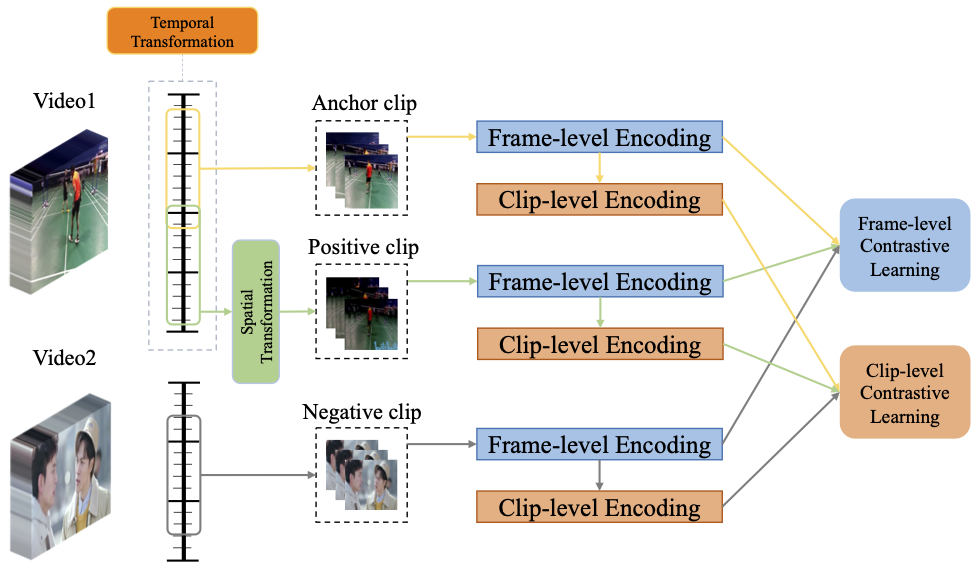 Temporal
Transformation
Video1
Anchor clip
Frame-level Encoding
Clip-level Encoding
Frame-level
Contrastive
Learning
Positive clip
Spatial
Transformation
Frame-level Encoding
Clip-level Encoding
Video2
Clip-level
Contrastive
Learning
Negative clip
Frame-level Encoding
Clip-level Encoding